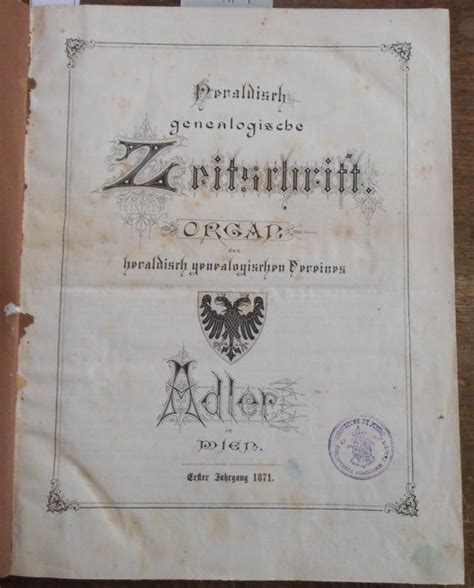 Heraldisch
genealogische
Zeitschrift.
ORGAN
des
heraldisch genealogischen Vereines
Adler
in
WIEN.
Erster Jahrgang 1871.